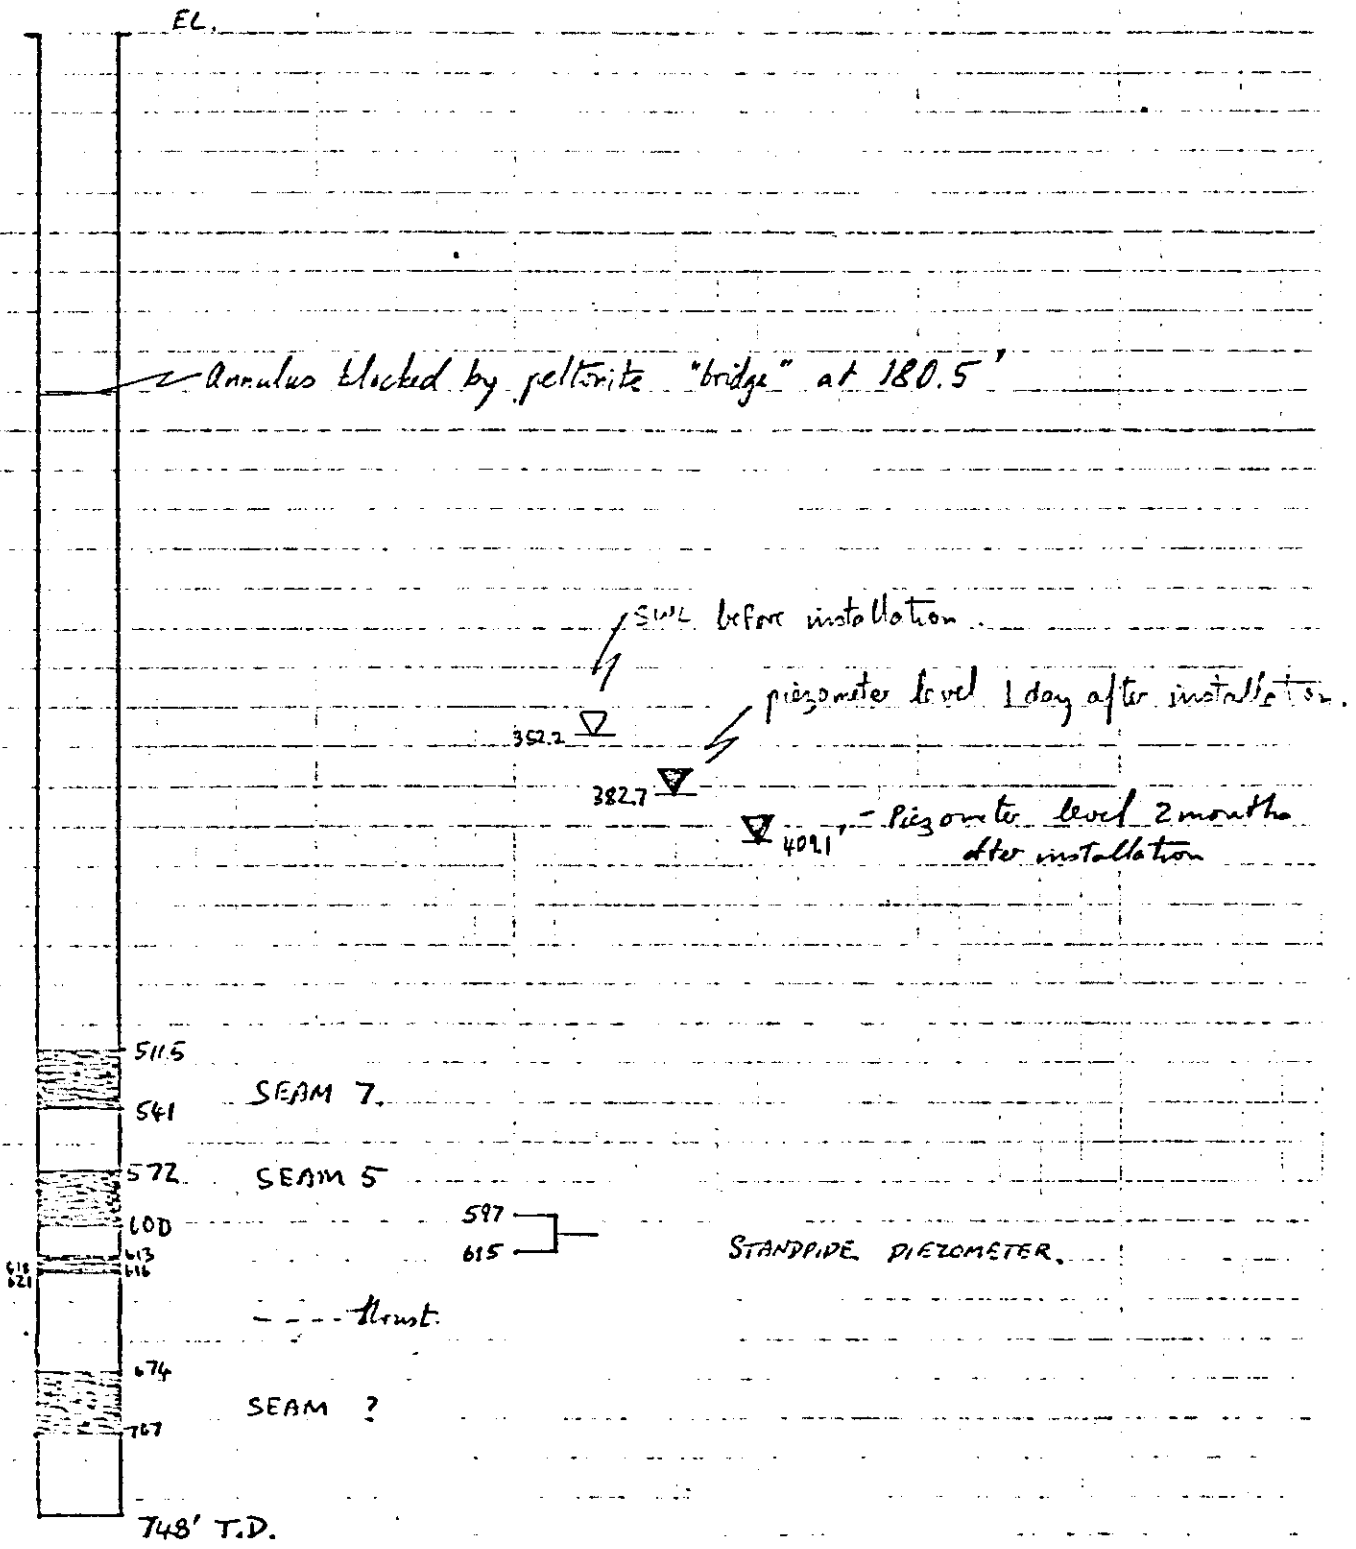 EL.
Annulus blocked by peltonite "bridge" at 180.5'
SWL before installation.
piezometer level 1 day after installation.
352.2
382.7
409.1' - Piezometer level 2 months
after installation
511.5
SEAM 7.
541
572
SEAM 5
600
597
613
615
STANDPIPE PIEZOMETER.
616
618
621
---- thrust.
674
SEAM ?
748' T.D.